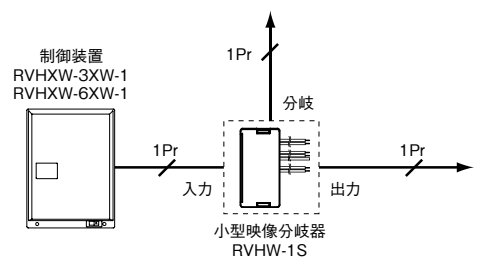 1Pr
制御装置
RVHXW-3XW-1
RVHXW-6XW-1
分岐
1Pr
1Pr
入力
出力
小型映像分岐器
RVHW-1S